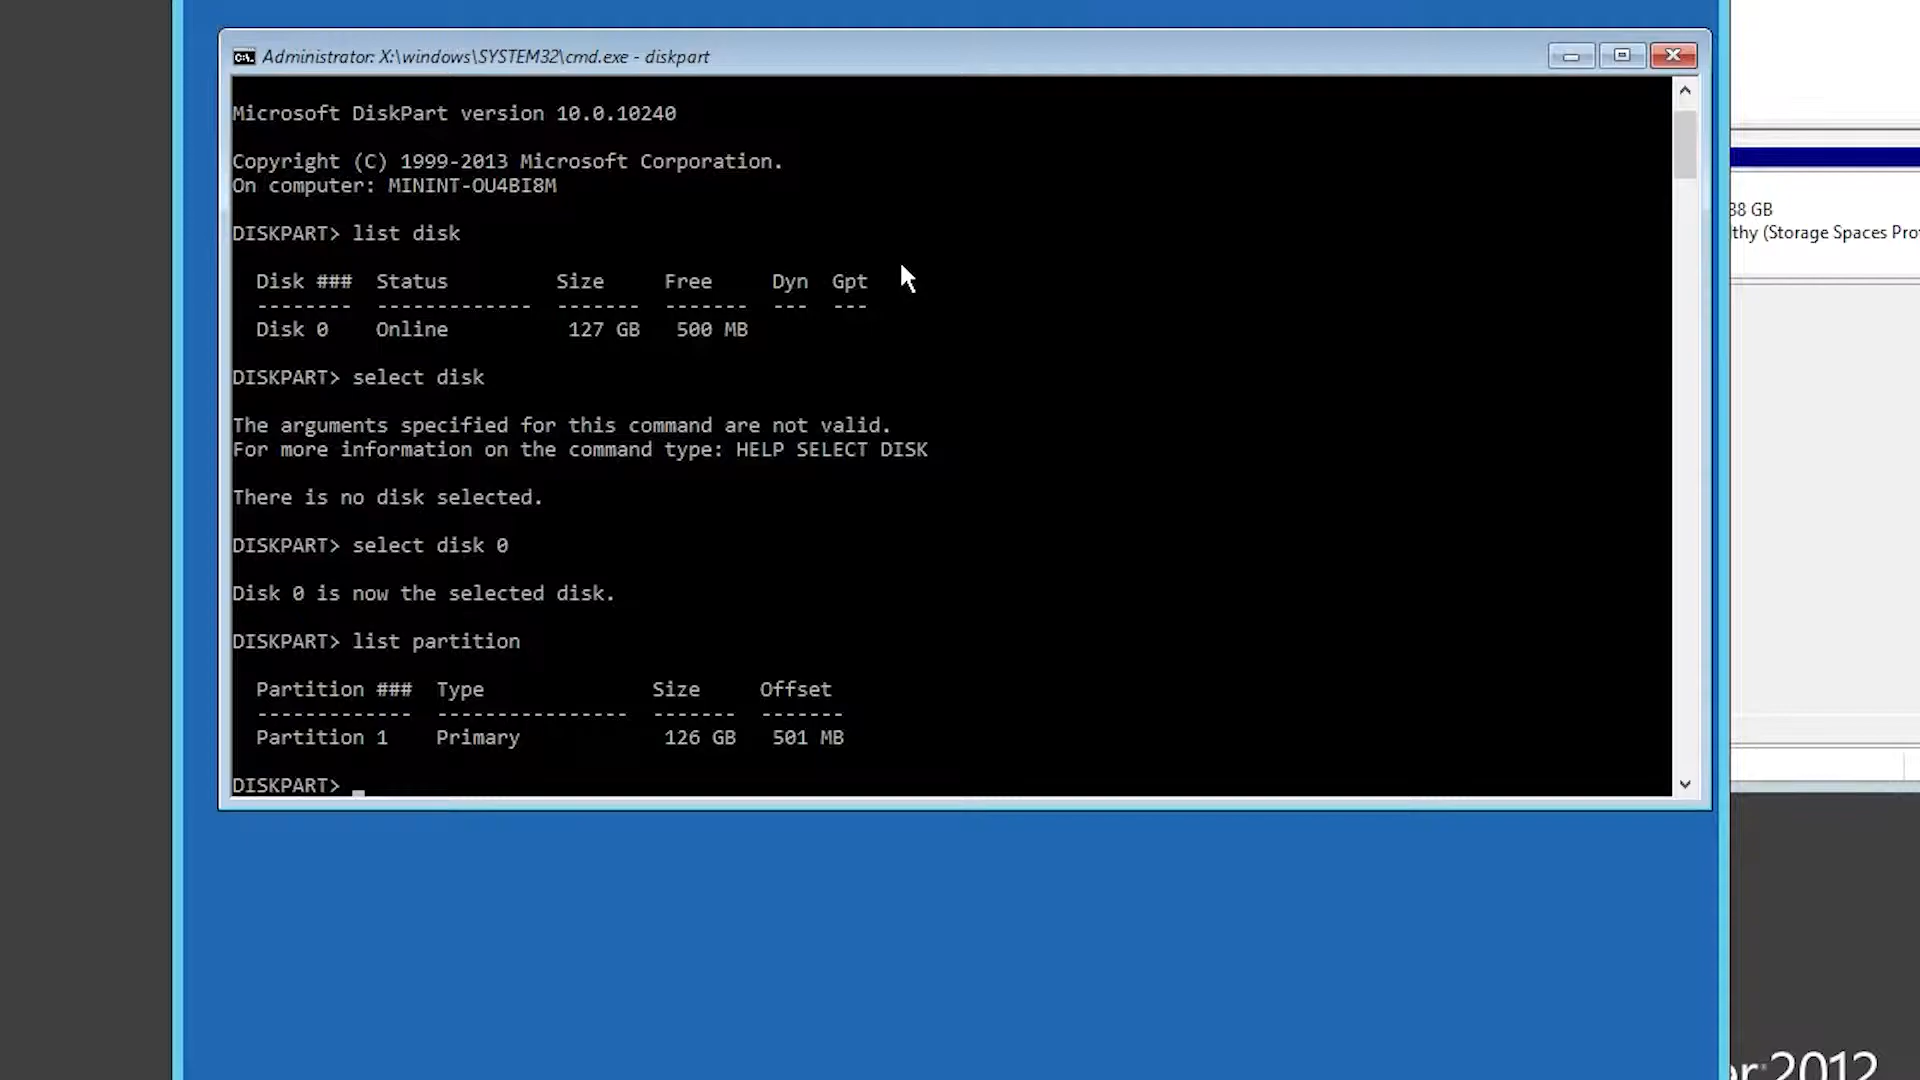 Administrator: X:\windows\SYSTEM32\cmd.exe - diskpart
Microsoft DiskPart version 10.0.10240
Copyright (C) 1999-2013 Microsoft Corporation.
On computer: MININT-OU4BI8M
DISKPART> list disk
Disk ###  Status         Size     Free     Dyn  Gpt
--------  -------------  -------  -------  ---  ---
Disk 0    Online          127 GB   500 MB
DISKPART> select disk
The arguments specified for this command are not valid.
For more information on the command type: HELP SELECT DISK
There is no disk selected.
DISKPART> select disk 0
Disk 0 is now the selected disk.
DISKPART> list partition
Partition ###  Type              Size     Offset
-------------  ----------------  -------  -------
Partition 1    Primary            126 GB   501 MB
DISKPART>
38 GB
lthy (Storage Spaces Pro
er 2012